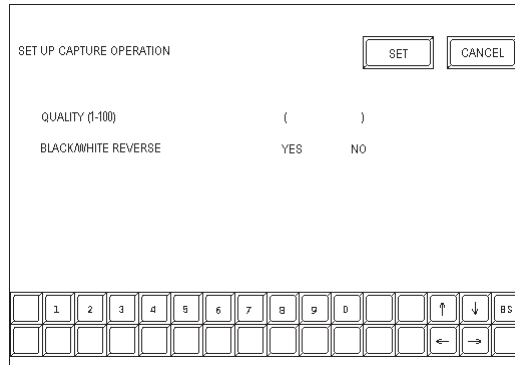 SET UP CAPTURE OPERATION SET CANCEL
QUALITY (1-100) ( )
BLACK/WHITE REVERSE YES NO
1 2 3 4 5 6 7 8 9 0 ↑ ↓ BS
← →